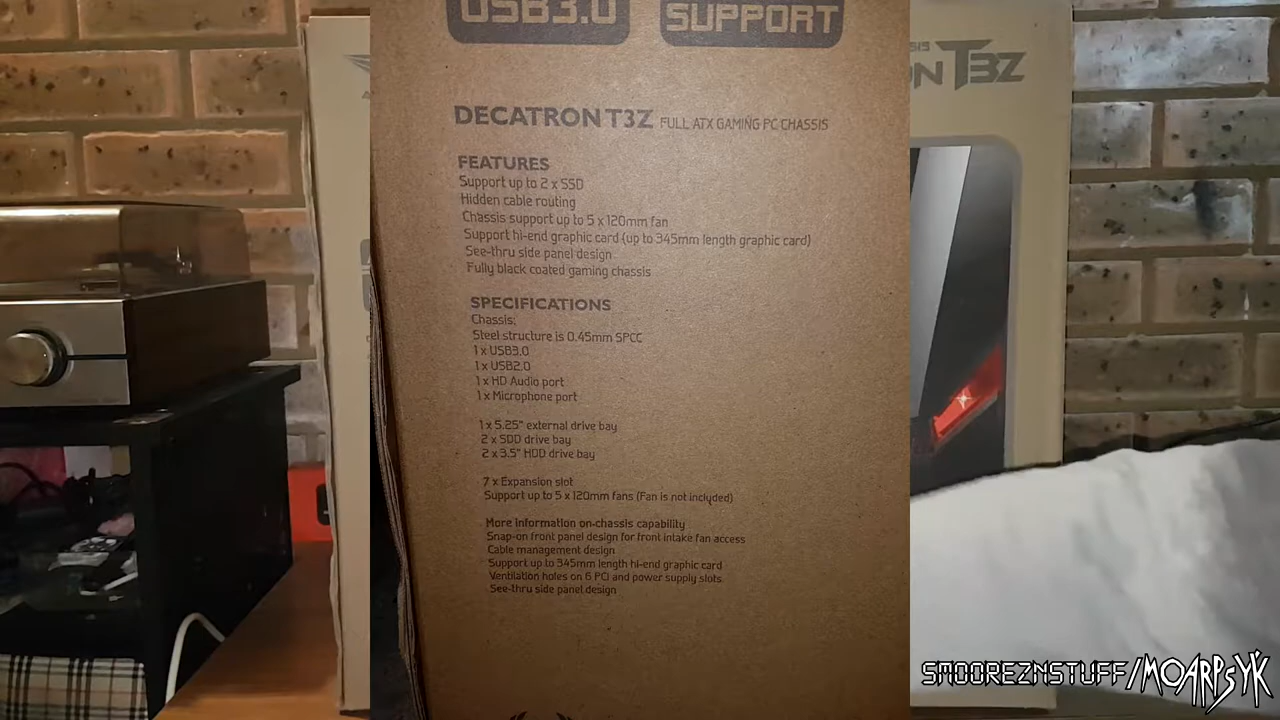 USB3.0
SUPPORT
T3Z
DECATRON T3Z FULL ATX GAMING PC CHASSIS
FEATURES
Support up to 2 x SSD
Hidden cable routing
Chassis support up to 5 x 120mm fan
Support hi-end graphic card (up to 345mm length graphic card)
See-thru side panel design
Fully black coated gaming chassis
SPECIFICATIONS
Chassis:
Steel structure is 0.45mm SPCC
1 x USB3.0
1 x USB2.0
1 x HD Audio port
1 x Microphone port
1 x 5.25" external drive bay
2 x SDD drive bay
2 x 3.5" HDD drive bay
7 x Expansion slot
Support up to 5 x 120mm fans (Fan is not included)
More information on-chassis capability
Snap-on front panel design for front intake fan access
Cable management design
Support up to 345mm length hi-end graphic card
Ventilation holes on 6 PCI and power supply slots
See-thru side panel design
SMOOREZNSTUFF/MOARPSYK